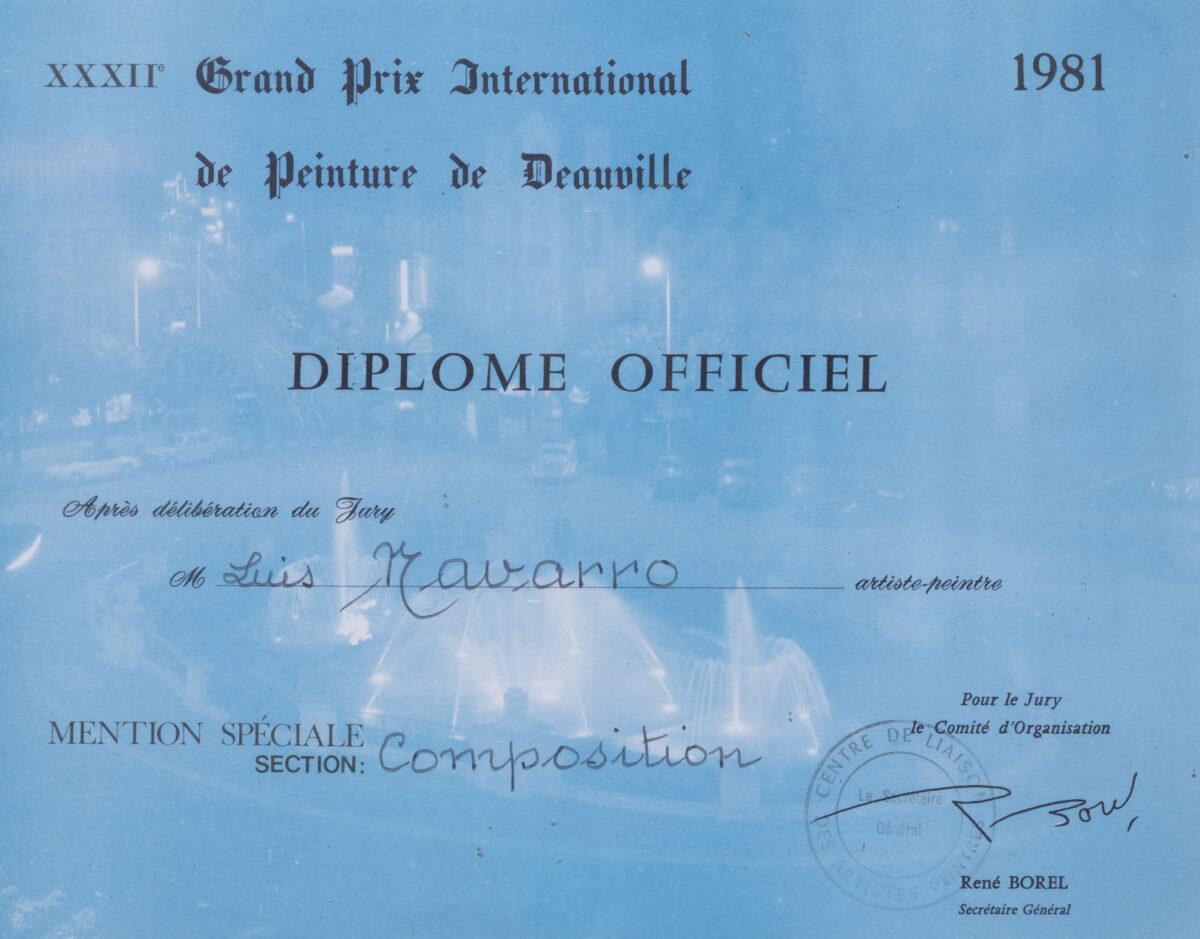 XXXIIe Grand Prix International
1981
de Peinture de Deauville
DIPLOME OFFICIEL
Après délibération du Jury
M Luis Navarro artiste-peintre
MENTION SPÉCIALE
SECTION: Composition
Pour le Jury
le Comité d'Organisation
CENTRE DE LIAISON DES ARTISTES PEINTRES
Le Secrétaire
Général
René BOREL
Secrétaire Général